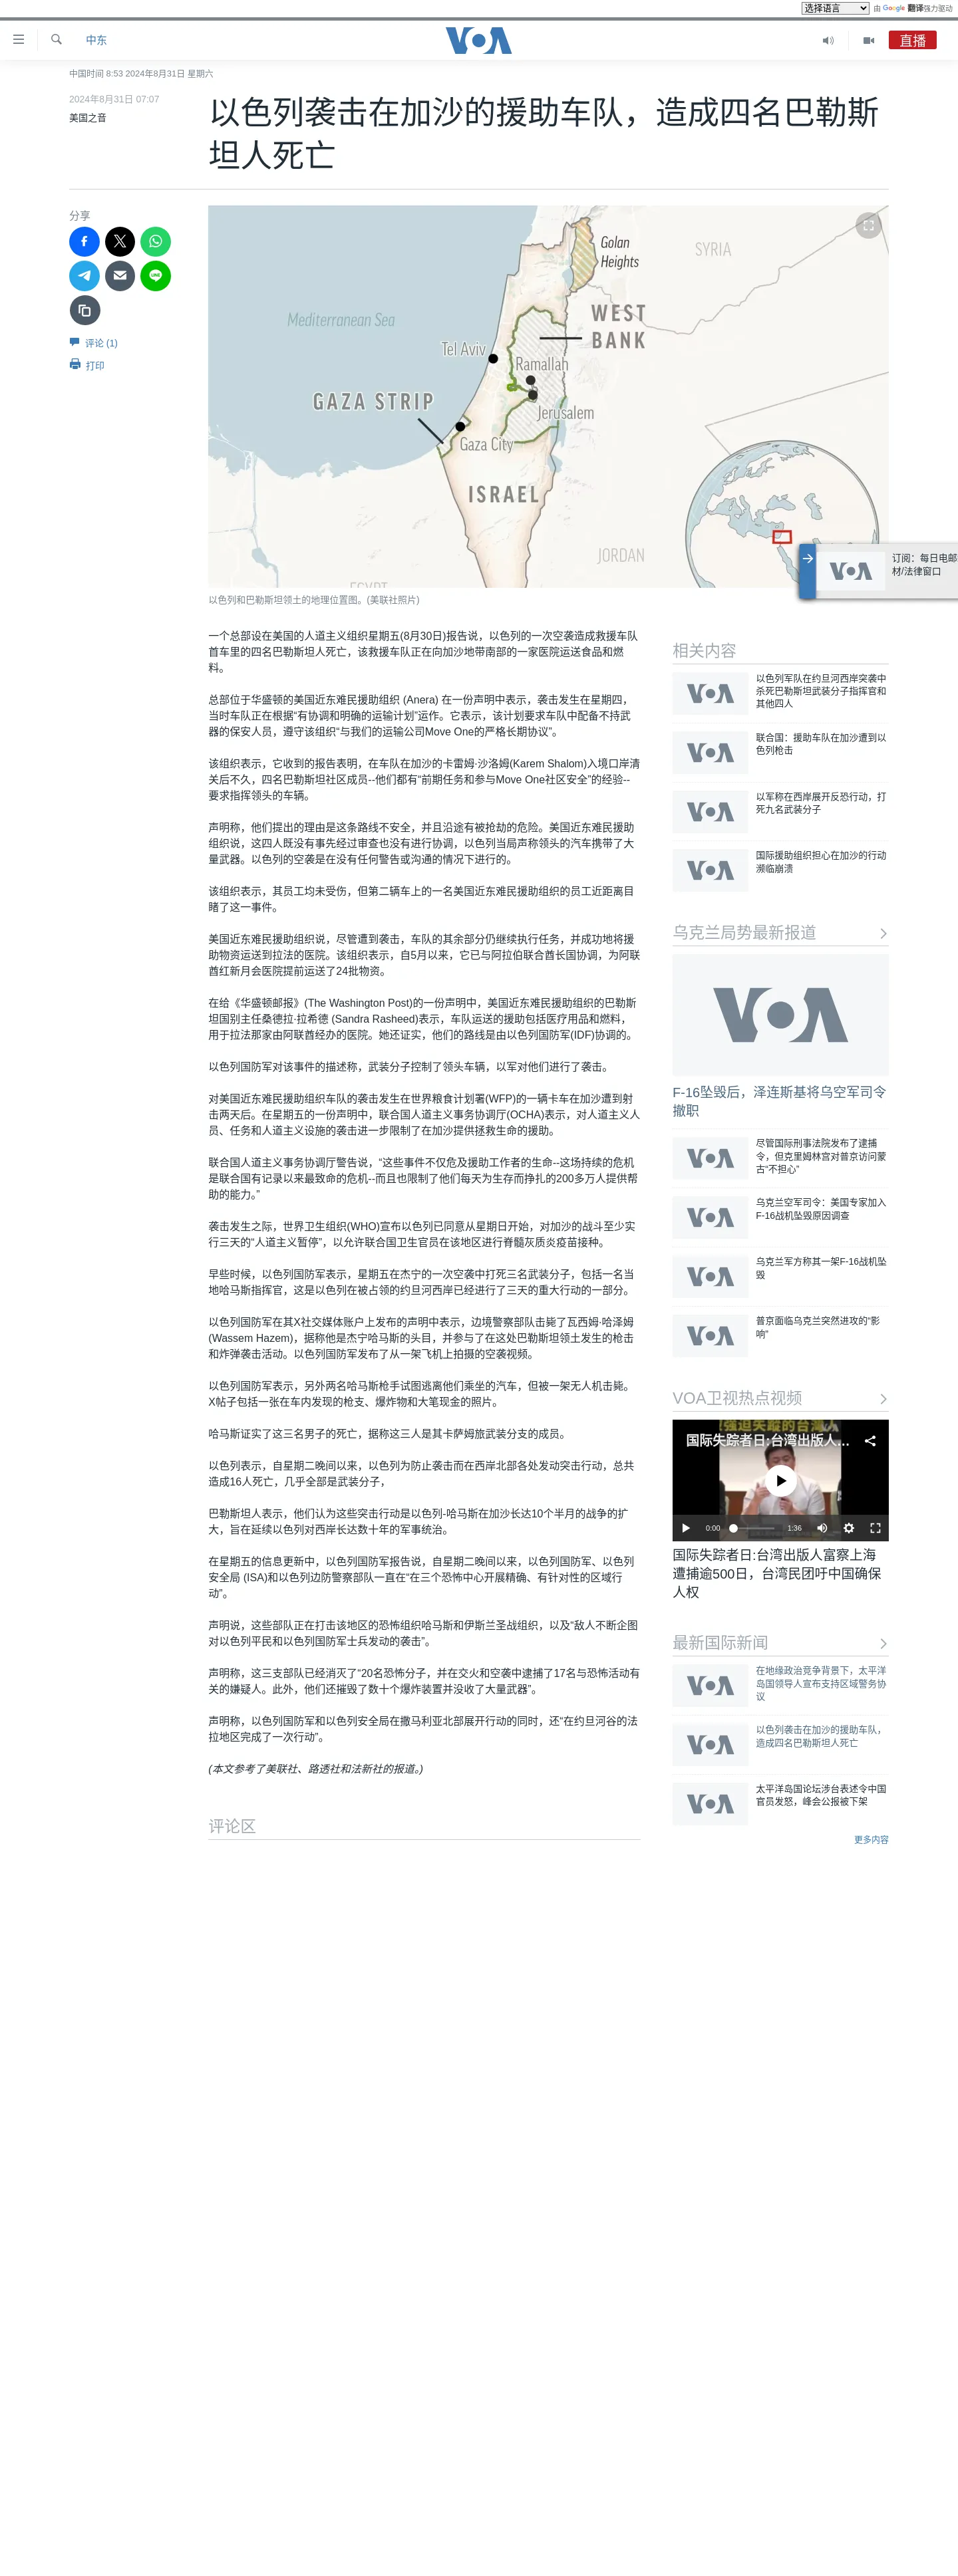 选择语言
由 Google 翻译强力驱动
中东
VOA
直播
中国时间 8:53 2024年8月31日 星期六
2024年8月31日 07:07
美国之音
以色列袭击在加沙的援助车队，造成四名巴勒斯
坦人死亡
分享
评论 (1)
打印
Golan
Heights
SYRIA
Mediterranean Sea
WEST
BANK
Tel Aviv
Ramallah
GAZA STRIP
Jerusalem
Gaza City
ISRAEL
JORDAN
EGYPT
订阅：每日电邮
材/法律窗口
以色列和巴勒斯坦领土的地理位置图。(美联社照片)
一个总部设在美国的人道主义组织星期五(8月30日)报告说，以色列的一次空袭造成救援车队
首车里的四名巴勒斯坦人死亡，该救援车队正在向加沙地带南部的一家医院运送食品和燃
料。
总部位于华盛顿的美国近东难民援助组织 (Anera) 在一份声明中表示，袭击发生在星期四，
当时车队正在根据“有协调和明确的运输计划”运作。它表示，该计划要求车队中配备不持武
器的保安人员，遵守该组织“与我们的运输公司Move One的严格长期协议”。
该组织表示，它收到的报告表明，在车队在加沙的卡雷姆·沙洛姆(Karem Shalom)入境口岸清
关后不久，四名巴勒斯坦社区成员--他们都有“前期任务和参与Move One社区安全”的经验--
要求指挥领头的车辆。
声明称，他们提出的理由是这条路线不安全，并且沿途有被抢劫的危险。美国近东难民援助
组织说，这四人既没有事先经过审查也没有进行协调，以色列当局声称领头的汽车携带了大
量武器。以色列的空袭是在没有任何警告或沟通的情况下进行的。
该组织表示，其员工均未受伤，但第二辆车上的一名美国近东难民援助组织的员工近距离目
睹了这一事件。
美国近东难民援助组织说，尽管遭到袭击，车队的其余部分仍继续执行任务，并成功地将援
助物资运送到拉法的医院。该组织表示，自5月以来，它已与阿拉伯联合酋长国协调，为阿联
酋红新月会医院提前运送了24批物资。
在给《华盛顿邮报》(The Washington Post)的一份声明中，美国近东难民援助组织的巴勒斯
坦国别主任桑德拉·拉希德 (Sandra Rasheed)表示，车队运送的援助包括医疗用品和燃料，
用于拉法那家由阿联酋经办的医院。她还证实，他们的路线是由以色列国防军(IDF)协调的。
以色列国防军对该事件的描述称，武装分子控制了领头车辆，以军对他们进行了袭击。
对美国近东难民援助组织车队的袭击发生在世界粮食计划署(WFP)的一辆卡车在加沙遭到射
击两天后。在星期五的一份声明中，联合国人道主义事务协调厅(OCHA)表示，对人道主义人
员、任务和人道主义设施的袭击进一步限制了在加沙提供拯救生命的援助。
联合国人道主义事务协调厅警告说，“这些事件不仅危及援助工作者的生命--这场持续的危机
是联合国有记录以来最致命的危机--而且也限制了他们每天为生存而挣扎的200多万人提供帮
助的能力。”
袭击发生之际，世界卫生组织(WHO)宣布以色列已同意从星期日开始，对加沙的战斗至少实
行三天的“人道主义暂停”，以允许联合国卫生官员在该地区进行脊髓灰质炎疫苗接种。
早些时候，以色列国防军表示，星期五在杰宁的一次空袭中打死三名武装分子，包括一名当
地哈马斯指挥官，这是以色列在被占领的约旦河西岸已经进行了三天的重大行动的一部分。
以色列国防军在其X社交媒体账户上发布的声明中表示，边境警察部队击毙了瓦西姆·哈泽姆
(Wassem Hazem)，据称他是杰宁哈马斯的头目，并参与了在这处巴勒斯坦领土发生的枪击
和炸弹袭击活动。以色列国防军发布了从一架飞机上拍摄的空袭视频。
以色列国防军表示，另外两名哈马斯枪手试图逃离他们乘坐的汽车，但被一架无人机击毙。
X帖子包括一张在车内发现的枪支、爆炸物和大笔现金的照片。
哈马斯证实了这三名男子的死亡，据称这三人是其卡萨姆旅武装分支的成员。
以色列表示，自星期二晚间以来，以色列为防止袭击而在西岸北部各处发动突击行动，总共
造成16人死亡，几乎全部是武装分子，
巴勒斯坦人表示，他们认为这些突击行动是以色列-哈马斯在加沙长达10个半月的战争的扩
大，旨在延续以色列对西岸长达数十年的军事统治。
在星期五的信息更新中，以色列国防军报告说，自星期二晚间以来，以色列国防军、以色列
安全局 (ISA)和以色列边防警察部队一直在“在三个恐怖中心开展精确、有针对性的区域行
动”。
声明说，这些部队正在打击该地区的恐怖组织哈马斯和伊斯兰圣战组织，以及“敌人不断企图
对以色列平民和以色列国防军士兵发动的袭击”。
声明称，这三支部队已经消灭了“20名恐怖分子，并在交火和空袭中逮捕了17名与恐怖活动有
关的嫌疑人。此外，他们还摧毁了数十个爆炸装置并没收了大量武器”。
声明称，以色列国防军和以色列安全局在撒马利亚北部展开行动的同时，还“在约旦河谷的法
拉地区完成了一次行动”。
(本文参考了美联社、路透社和法新社的报道。)
评论区
相关内容
以色列军队在约旦河西岸突袭中
杀死巴勒斯坦武装分子指挥官和
其他四人
联合国：援助车队在加沙遭到以
色列枪击
以军称在西岸展开反恐行动，打
死九名武装分子
国际援助组织担心在加沙的行动
濒临崩溃
乌克兰局势最新报道
F-16坠毁后，泽连斯基将乌空军司令
撤职
尽管国际刑事法院发布了逮捕
令，但克里姆林宫对普京访问蒙
古“不担心”
乌克兰空军司令：美国专家加入
F-16战机坠毁原因调查
乌克兰军方称其一架F-16战机坠
毁
普京面临乌克兰突然进攻的“影
响”
VOA卫视热点视频
国际失踪者日:台湾出版人...
0:00
1:36
国际失踪者日:台湾出版人富察上海
遭捕逾500日，台湾民团吁中国确保
人权
最新国际新闻
在地缘政治竞争背景下，太平洋
岛国领导人宣布支持区域警务协
议
以色列袭击在加沙的援助车队，
造成四名巴勒斯坦人死亡
太平洋岛国论坛涉台表述令中国
官员发怒，峰会公报被下架
更多内容